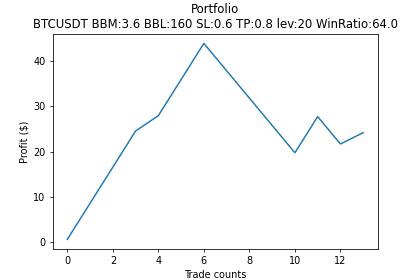 Portfolio
BTCUSDT BBM:3.6 BBL:160 SL:0.6 TP:0.8 lev:20 WinRatio:64.0
40
30
20
10
0
Profit ($)
0 2 4 6 8 10 12
Trade counts